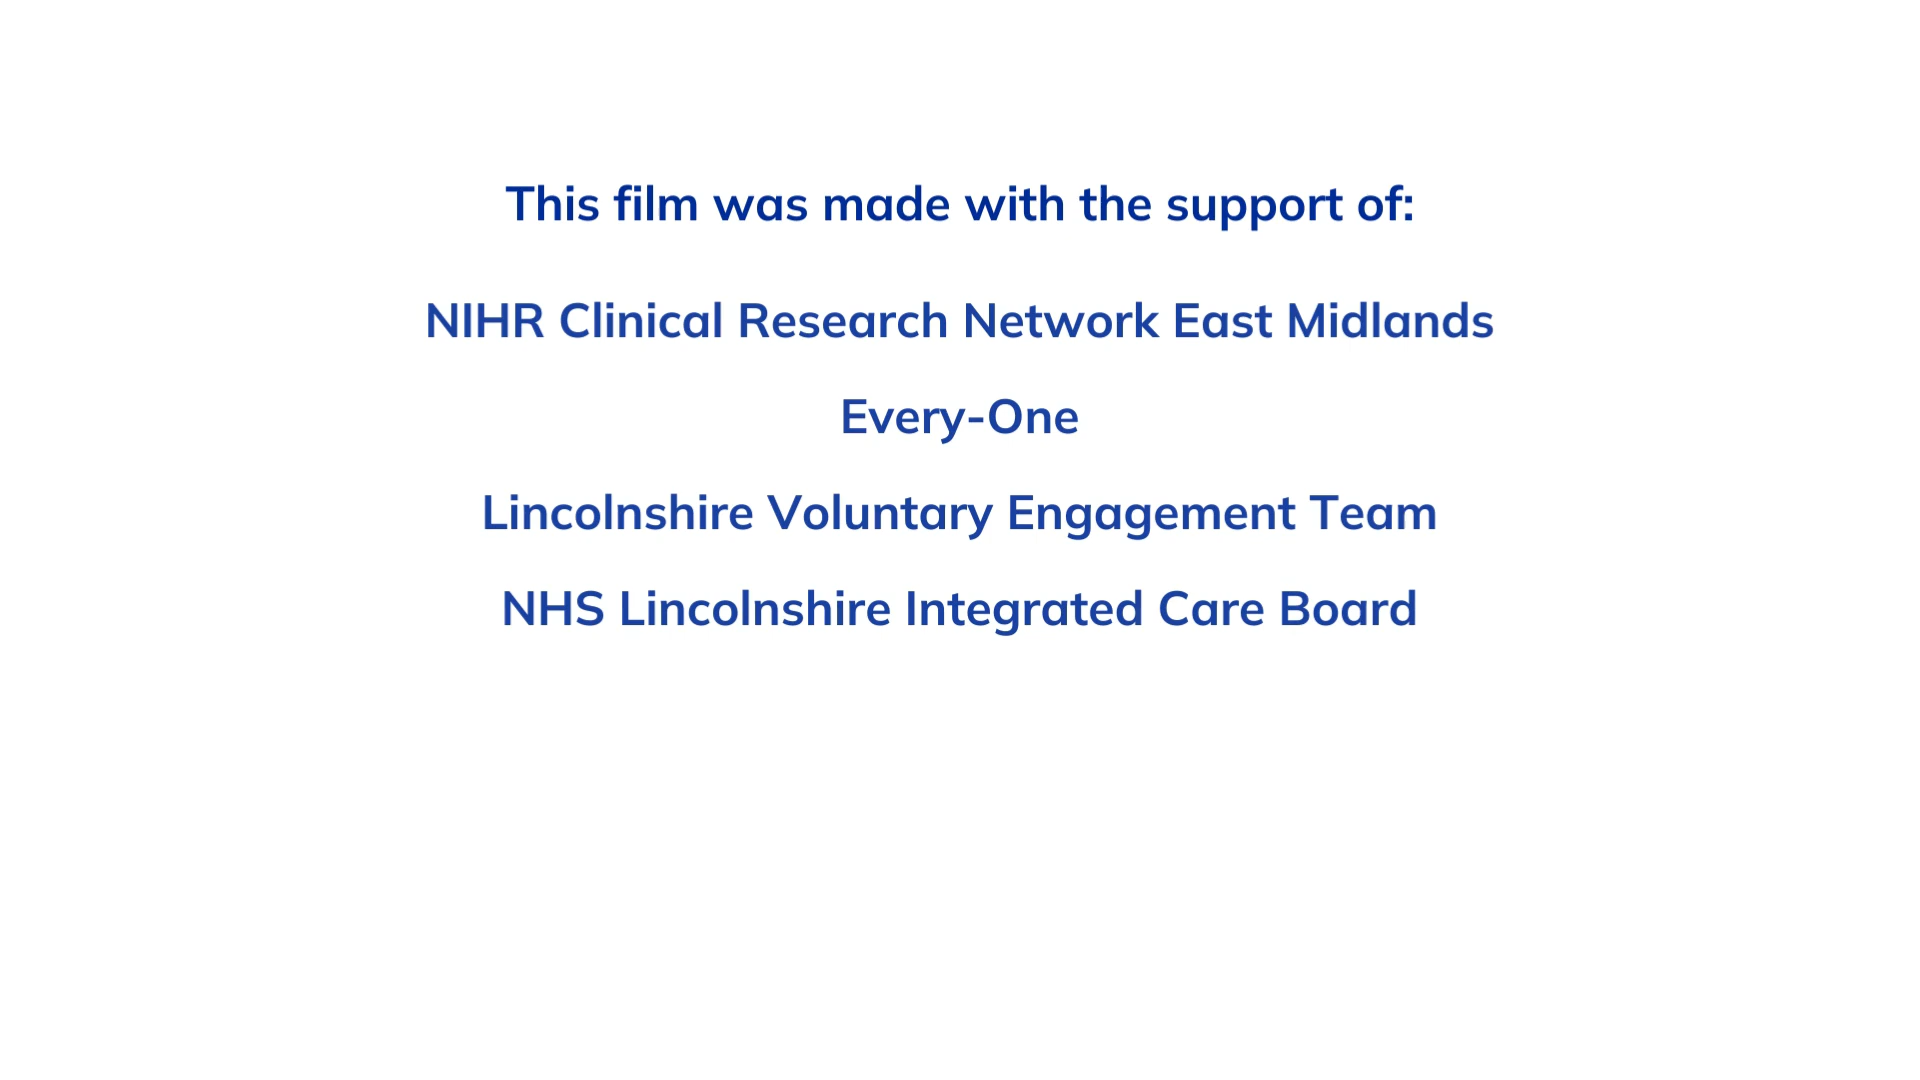 This film was made with the support of:
NIHR Clinical Research Network East Midlands
Every-One
Lincolnshire Voluntary Engagement Team
NHS Lincolnshire Integrated Care Board